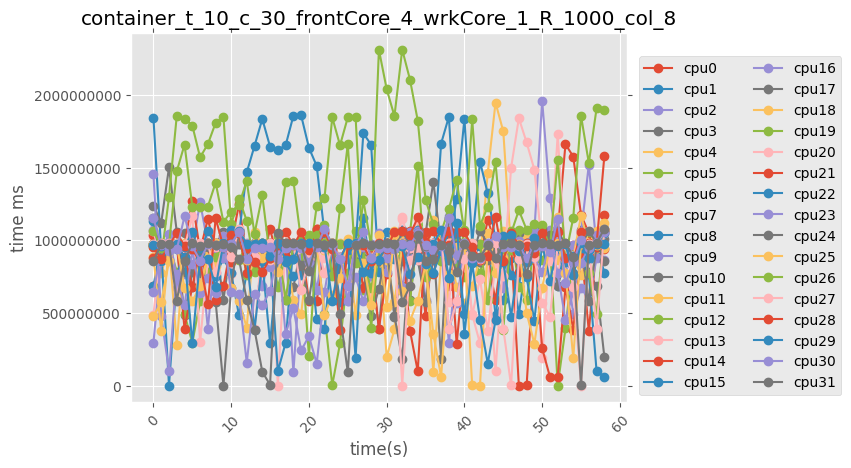 container_t_10_c_30_frontCore_4_wrkCore_1_R_1000_col_8
time ms
2000000000
1500000000
1000000000
500000000
0
0
10
20
30
40
50
60
time(s)
cpu0
cpu1
cpu2
cpu3
cpu4
cpu5
cpu6
cpu7
cpu8
cpu9
cpu10
cpu11
cpu12
cpu13
cpu14
cpu15
cpu16
cpu17
cpu18
cpu19
cpu20
cpu21
cpu22
cpu23
cpu24
cpu25
cpu26
cpu27
cpu28
cpu29
cpu30
cpu31